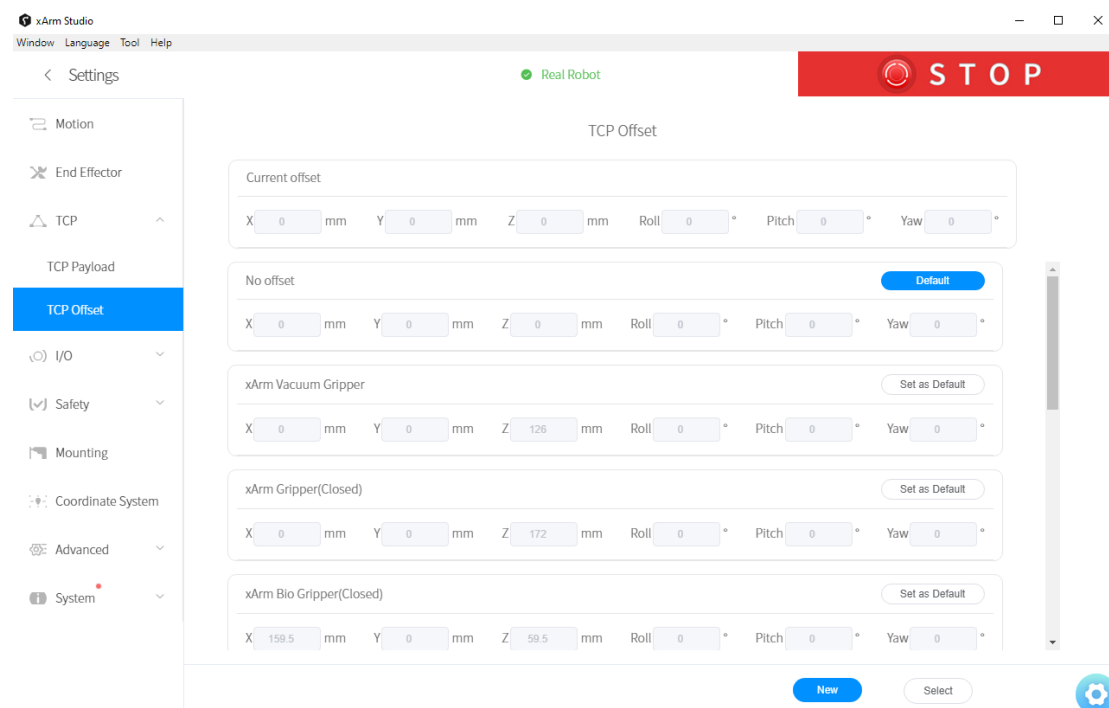 xArm Studio
Window Language Tool Help
Settings
Real Robot
STOP
Motion
End Effector
TCP
TCP Payload
TCP Offset
I/O
Safety
Mounting
Coordinate System
Advanced
System
TCP Offset
Current offset
X 0 mm Y 0 mm Z 0 mm Roll 0 ° Pitch 0 ° Yaw 0 °
No offset Default
X 0 mm Y 0 mm Z 0 mm Roll 0 ° Pitch 0 ° Yaw 0 °
xArm Vacuum Gripper Set as Default
X 0 mm Y 0 mm Z 126 mm Roll 0 ° Pitch 0 ° Yaw 0 °
xArm Gripper(Closed) Set as Default
X 0 mm Y 0 mm Z 172 mm Roll 0 ° Pitch 0 ° Yaw 0 °
xArm Bio Gripper(Closed) Set as Default
X 159.5 mm Y 0 mm Z 59.5 mm Roll 0 ° Pitch 0 ° Yaw 0 °
New Select